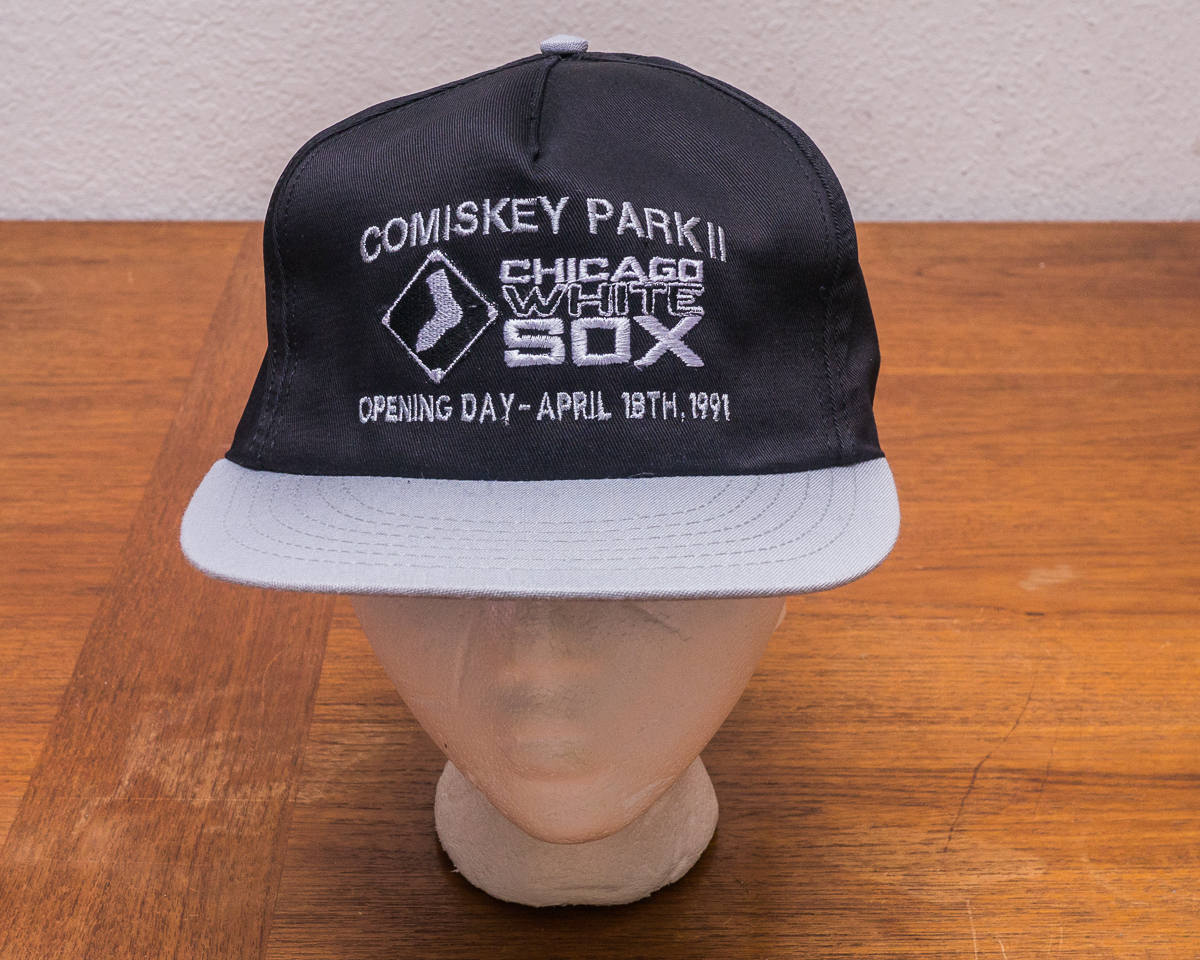 COMISKEY PARK II
CHICAGO
WHITE
SOX
OPENING DAY - APRIL 18TH, 1991